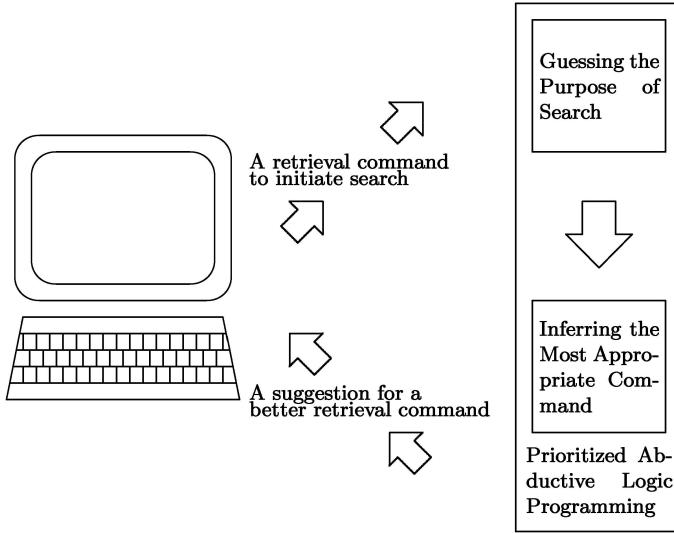 Guessing the
Purpose of
Search
A retrieval command
to initiate search
Inferring the
Most Appro-
priate Com-
mand
A suggestion for a
better retrieval command
Prioritized Ab-
ductive Logic
Programming